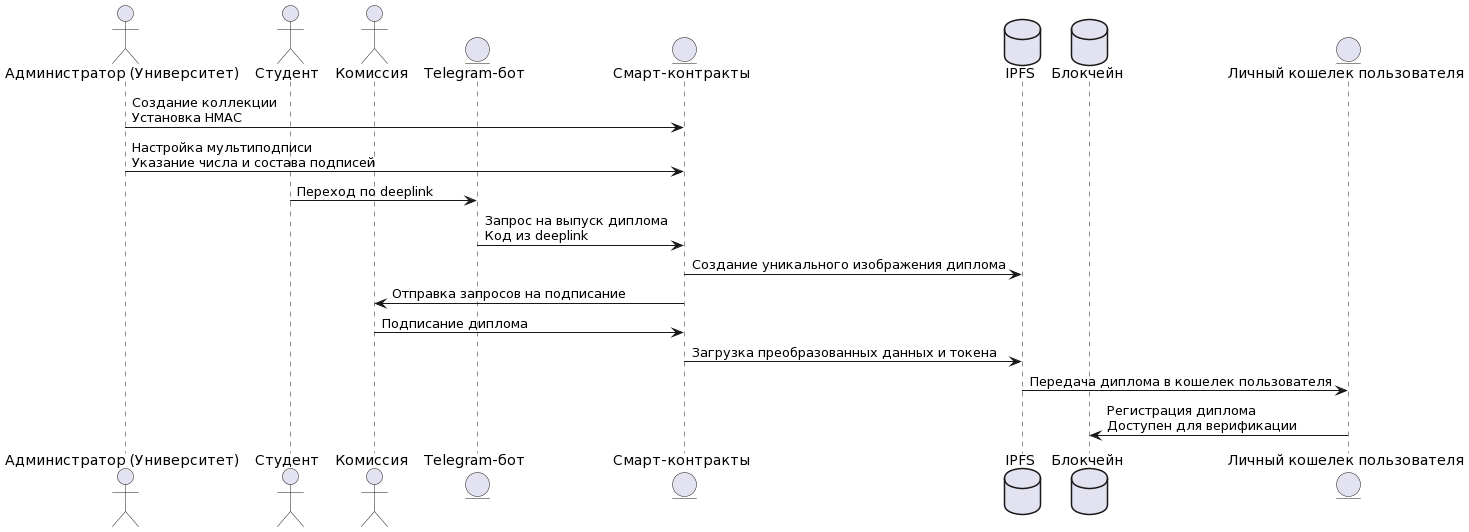 Администратор (Университет)
Студент
Комиссия
Telegram-бот
Смарт-контракты
IPFS
Блокчейн
Личный кошелек пользователя
Создание коллекции
Установка HMAC
Настройка мультиподписи
Указание числа и состава подписей
Переход по deeplink
Запрос на выпуск диплома
Код из deeplink
Создание уникального изображения диплома
Отправка запросов на подписание
Подписание диплома
Загрузка преобразованных данных и токена
Передача диплома в кошелек пользователя
Регистрация диплома
Доступен для верификации
Администратор (Университет)
Студент
Комиссия
Telegram-бот
Смарт-контракты
IPFS
Блокчейн
Личный кошелек пользователя